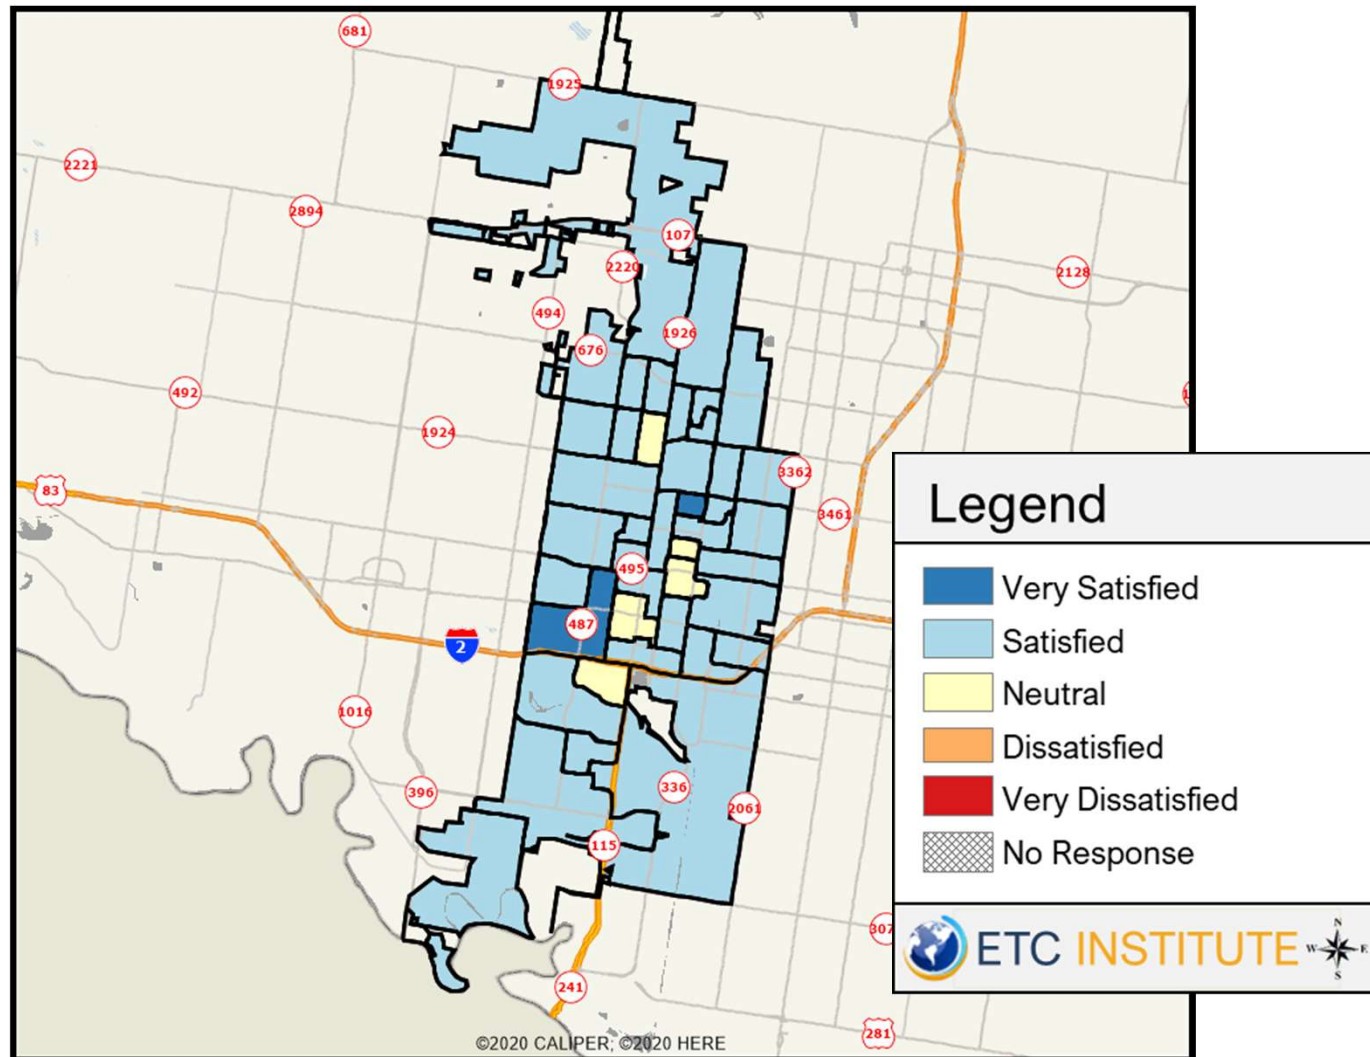 681
1925
2221
2894
107
2220
2128
494
1926
676
492
1924
3362
83
3461
495
487
2
1016
336
396
2061
115
307
241
281
Legend
Very Satisfied
Satisfied
Neutral
Dissatisfied
Very Dissatisfied
No Response
ETC INSTITUTE
N
W E
S
©2020 CALIPER; ©2020 HERE